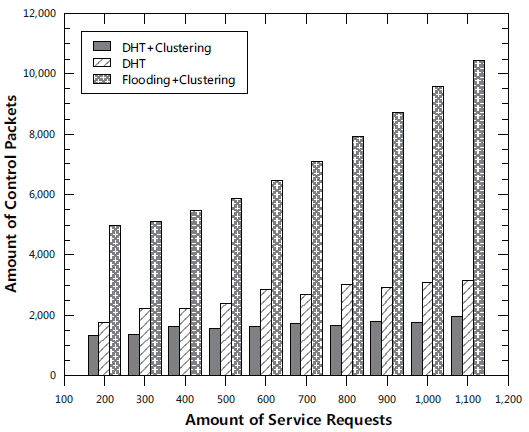 12,000
10,000
8,000
6,000
4,000
2,000
0
Amount of Control Packets
DHT+Clustering
DHT
Flooding+Clustering
100 200 300 400 500 600 700 800 900 1,000 1,100 1,200
Amount of Service Requests